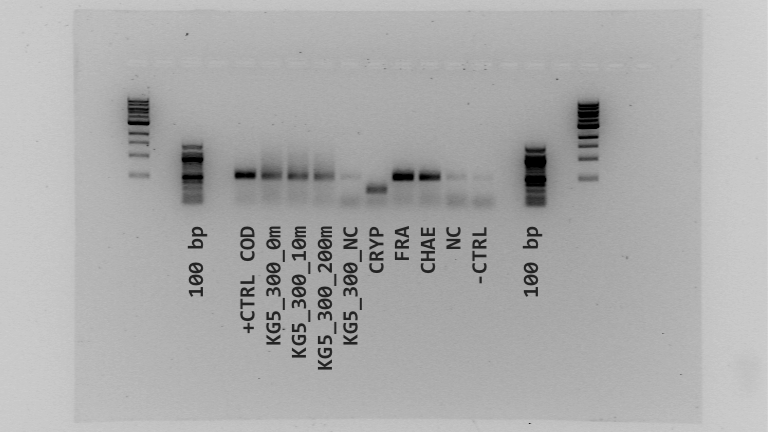 100 bp
+CTRL COD
KG5_300_0m
KG5_300_10m
KG5_300_200m
KG5_300_NC
CRYP
FRA
CHAE
NC
-CTRL
100 bp